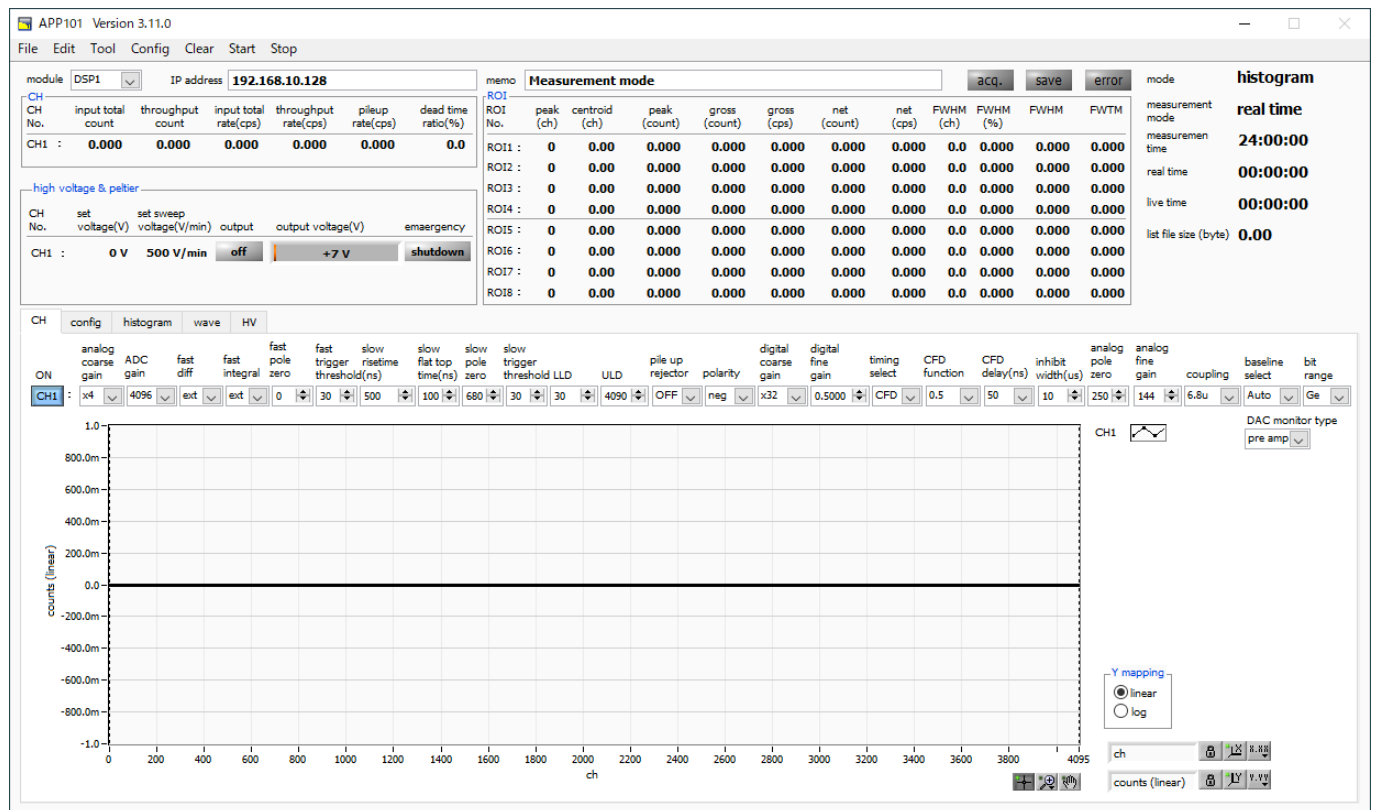 APP101 Version 3.11.0
File Edit Tool Config Clear Start Stop
module DSP1 IP address 192.168.10.128 memo Measurement mode acq. save error mode histogram
CH
CH No. input total count throughput count input total rate(cps) throughput rate(cps) pileup rate(cps) dead time ratio(%)
CH1 : 0.000 0.000 0.000 0.000 0.000 0.0
high voltage & peltier
CH No. set voltage(V) set sweep voltage(V/min) output output voltage(V) emaergency
CH1 : 0 V 500 V/min off +7 V shutdown
ROI
ROI No. peak (ch) centroid (ch) peak (count) gross (count) gross (cps) net (count) net (cps) FWHM (ch) FWHM (%) FWHM FWTM
ROI1 : 0 0.00 0.000 0.000 0.000 0.000 0.000 0.0 0.000 0.000 0.000
ROI2 : 0 0.00 0.000 0.000 0.000 0.000 0.000 0.0 0.000 0.000 0.000
ROI3 : 0 0.00 0.000 0.000 0.000 0.000 0.000 0.0 0.000 0.000 0.000
ROI4 : 0 0.00 0.000 0.000 0.000 0.000 0.000 0.0 0.000 0.000 0.000
ROI5 : 0 0.00 0.000 0.000 0.000 0.000 0.000 0.0 0.000 0.000 0.000
ROI6 : 0 0.00 0.000 0.000 0.000 0.000 0.000 0.0 0.000 0.000 0.000
ROI7 : 0 0.00 0.000 0.000 0.000 0.000 0.000 0.0 0.000 0.000 0.000
ROI8 : 0 0.00 0.000 0.000 0.000 0.000 0.000 0.0 0.000 0.000 0.000
measurement mode real time
measuremen time 24:00:00
real time 00:00:00
live time 00:00:00
list file size (byte) 0.00
CH config histogram wave HV
ON analog coarse gain ADC gain fast diff fast integral fast pole zero fast trigger threshold slow risetime (ns) slow flat top time(ns) slow pole zero slow trigger threshold LLD ULD pile up rejector polarity digital coarse gain digital fine gain timing select CFD function CFD delay(ns) inhibit width(us) analog pole zero analog fine gain coupling baseline select bit range
CH1 : x4 4096 ext ext 0 30 500 100 680 30 30 4090 OFF neg x32 0.5000 CFD 0.5 50 10 250 144 6.8u Auto Ge
DAC monitor type
pre amp
CH1
1.0
800.0m
600.0m
400.0m
200.0m
0.0
-200.0m
-400.0m
-600.0m
-800.0m
-1.0
counts (linear)
0 200 400 600 800 1000 1200 1400 1600 1800 2000 2200 2400 2600 2800 3000 3200 3400 3600 3800 4095
ch
Y mapping
linear
log
ch X X.XX
counts (linear) Y Y.YY